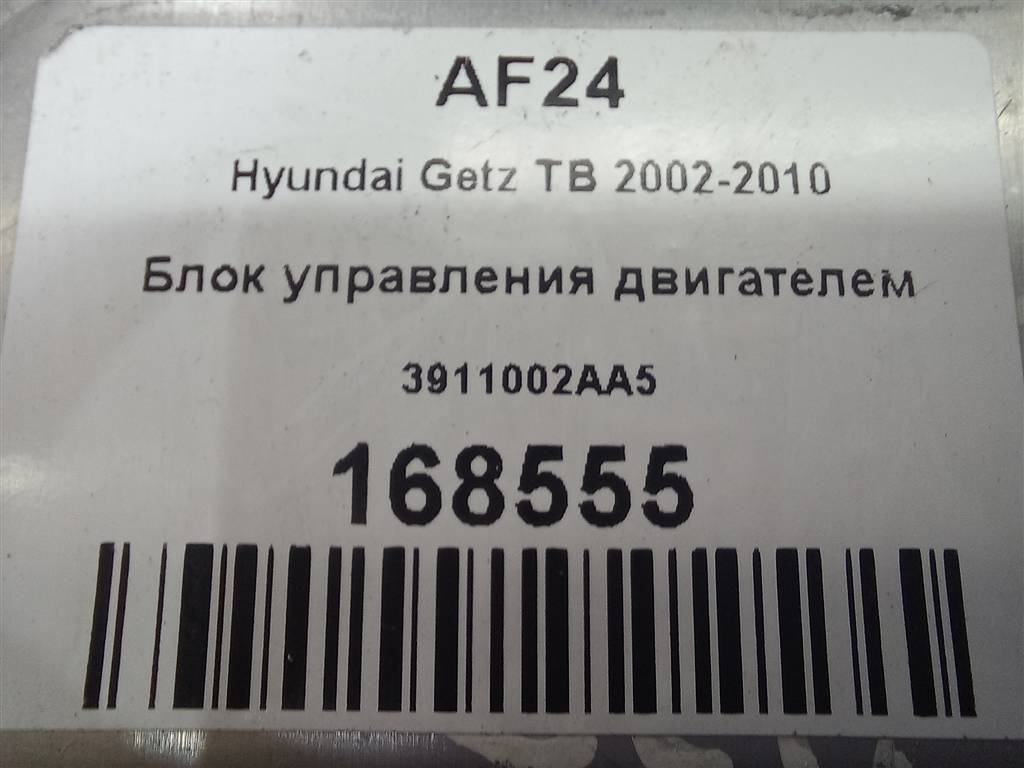 AF24
Hyundai Getz TB 2002-2010
Блок управления двигателем
3911002AA5
168555